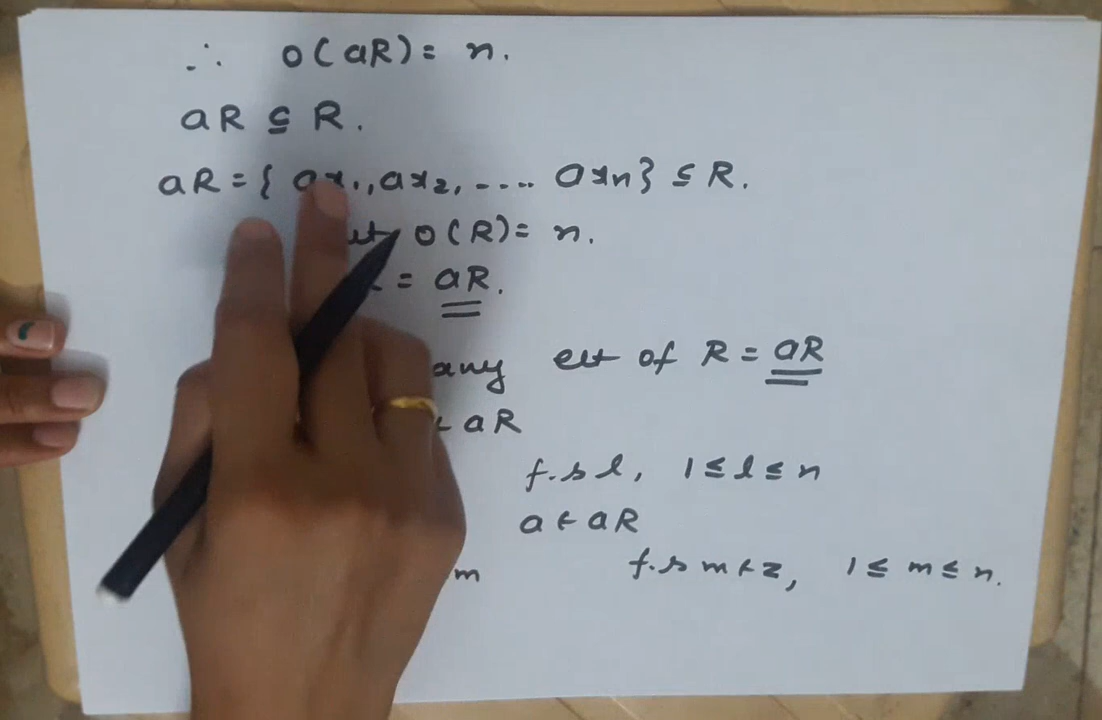 ∴ O(aR) = n.
aR ⊆ R.
aR = { ax₁, ax₂, ---- axn} ⊆ R.
O(R) = n.
= aR.
any elt of R = aR
aR
f.s l, 1 ≤ l ≤ n
a ∈ aR
m f.s m ∈ z, 1 ≤ m ≤ n.